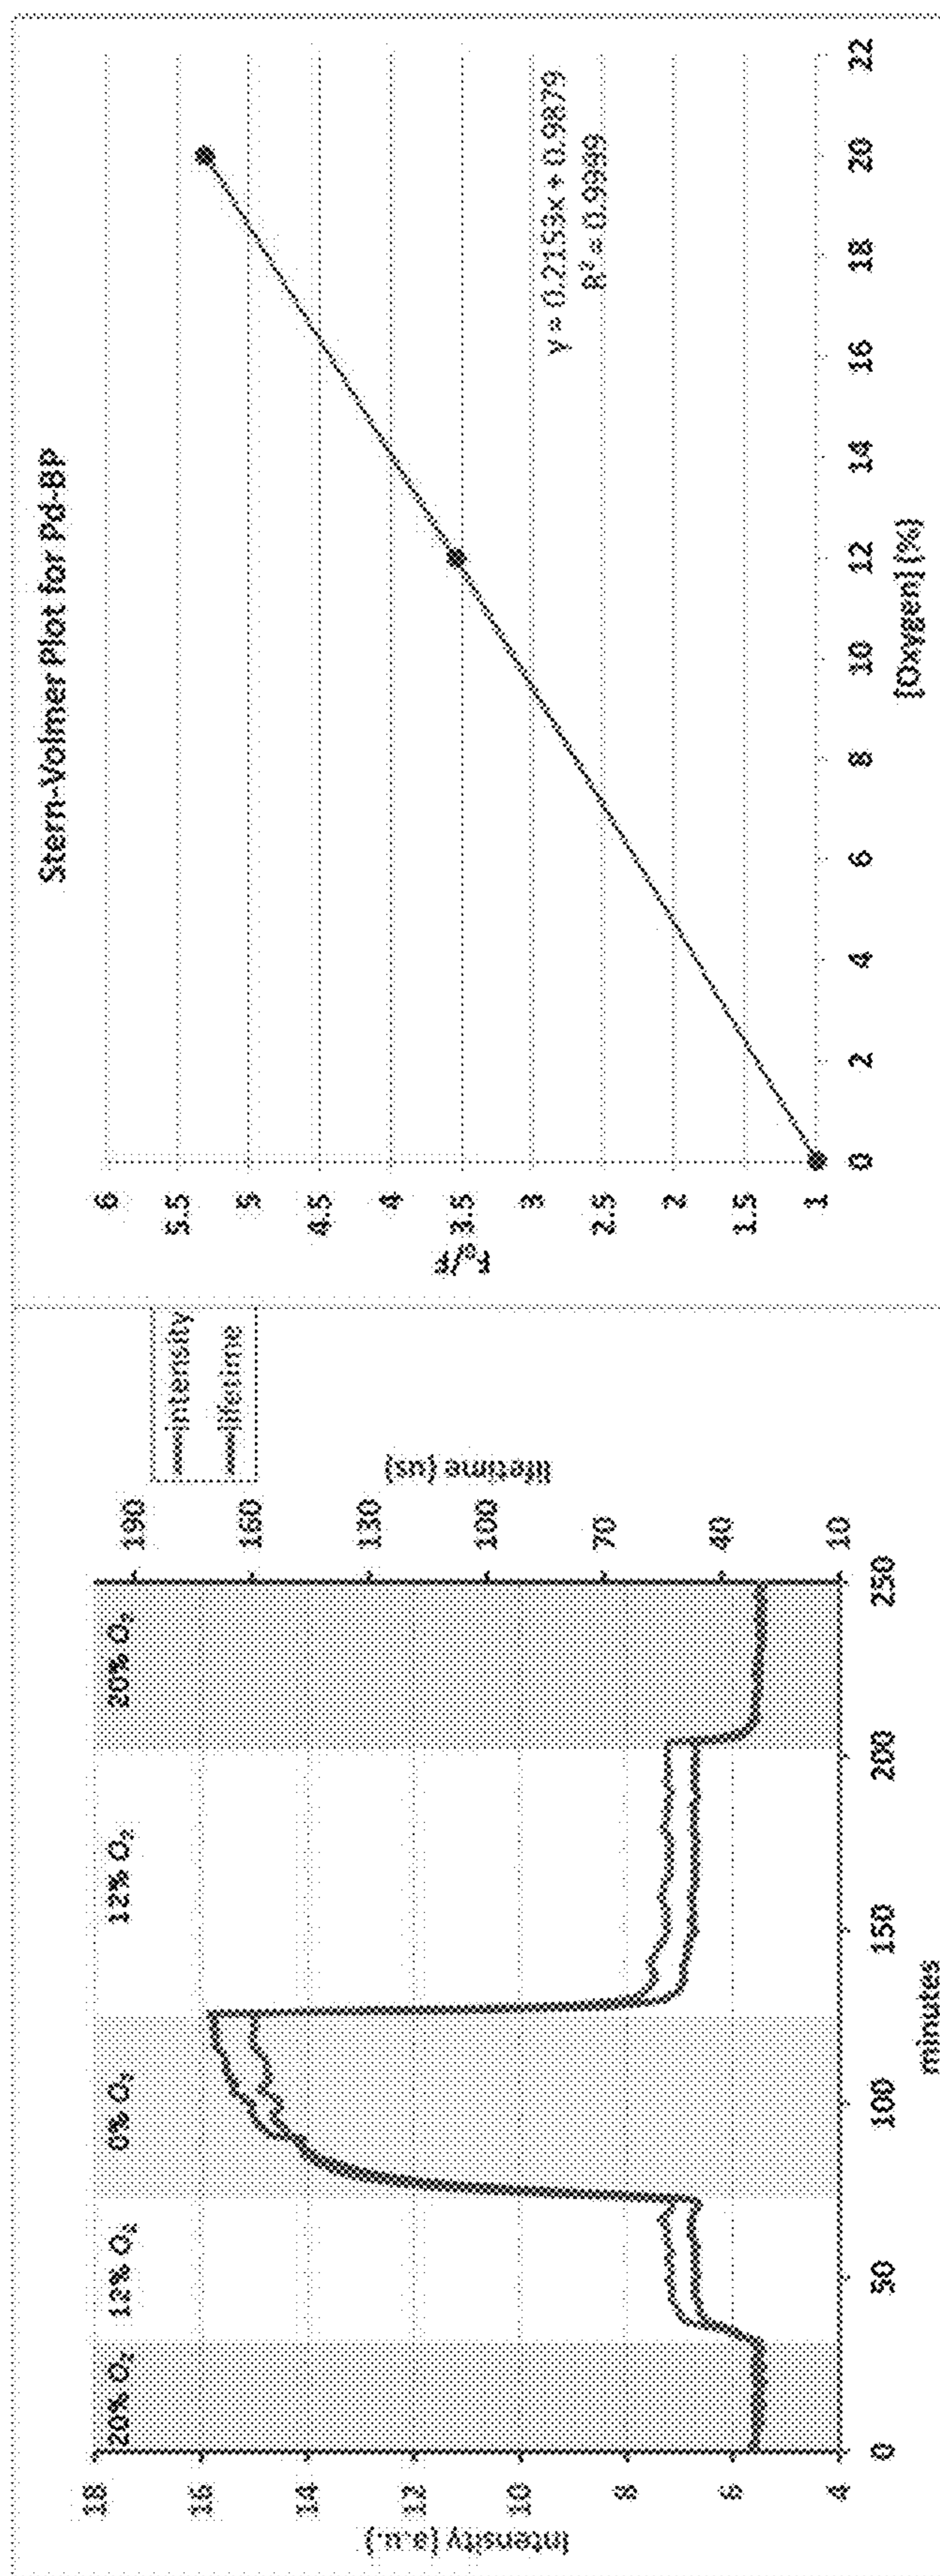 18
16
14
12
10
8
6
4
Intensity (a.u.)
20% O₂
12% O₂
0% O₂
12% O₂
20% O₂
0
50
100
150
200
250
minutes
190
160
130
100
70
40
10
lifetime (us)
intensity
lifetime
Stern-Volmer Plot for Pd-BP
6
5.5
5
4.5
4
3.5
3
2.5
2
1.5
1
F₀/F
y = 0.2153x + 0.9879
R² = 0.9989
0
2
4
6
8
10
12
14
16
18
20
22
[Oxygen] (%)